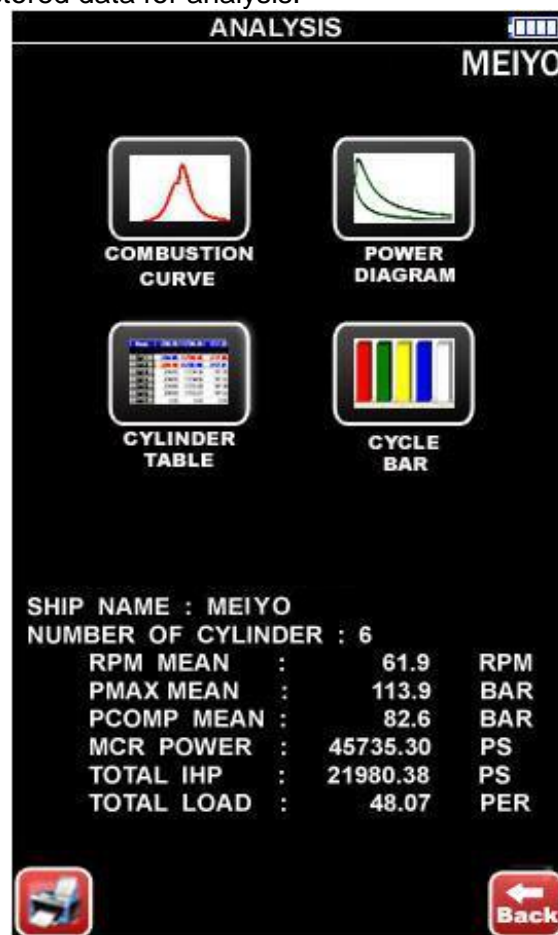 stored data for analysis.
ANALYSIS
MEIYO
COMBUSTION
CURVE
POWER
DIAGRAM
CYLINDER
TABLE
CYCLE
BAR
SHIP NAME : MEIYO
NUMBER OF CYLINDER : 6
RPM MEAN : 61.9 RPM
PMAX MEAN : 113.9 BAR
PCOMP MEAN : 82.6 BAR
MCR POWER : 45735.30 PS
TOTAL IHP : 21980.38 PS
TOTAL LOAD : 48.07 PER
Back